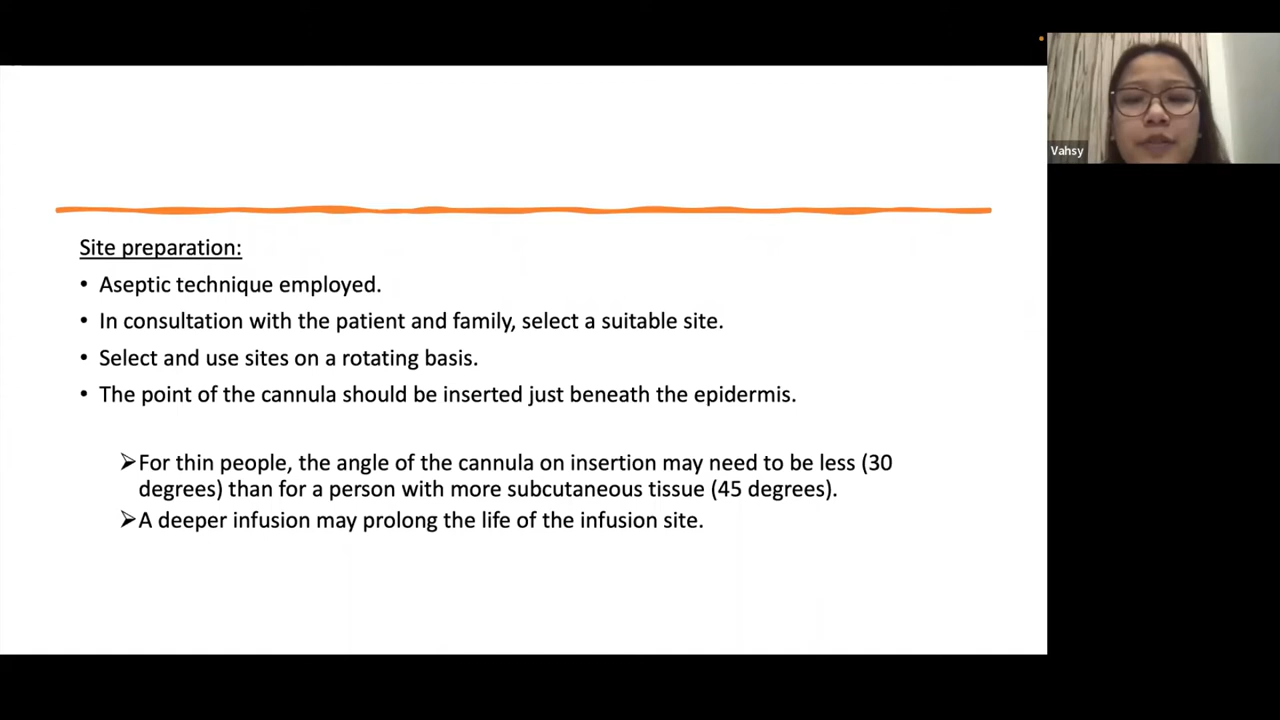 Site preparation:
• Aseptic technique employed.
• In consultation with the patient and family, select a suitable site.
• Select and use sites on a rotating basis.
• The point of the cannula should be inserted just beneath the epidermis.
➢For thin people, the angle of the cannula on insertion may need to be less (30
degrees) than for a person with more subcutaneous tissue (45 degrees).
➢A deeper infusion may prolong the life of the infusion site.
Vahsy